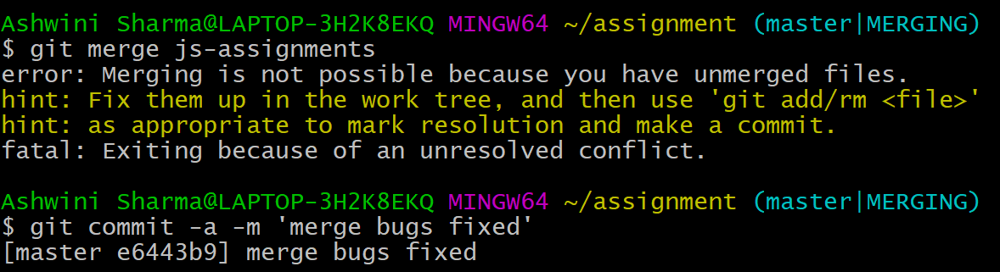 Ashwini Sharma@LAPTOP-3H2K8EKQ MINGW64 ~/assignment (master|MERGING)
$ git merge js-assignments
error: Merging is not possible because you have unmerged files.
hint: Fix them up in the work tree, and then use 'git add/rm <file>'
hint: as appropriate to mark resolution and make a commit.
fatal: Exiting because of an unresolved conflict.
Ashwini Sharma@LAPTOP-3H2K8EKQ MINGW64 ~/assignment (master|MERGING)
$ git commit -a -m 'merge bugs fixed'
[master e6443b9] merge bugs fixed